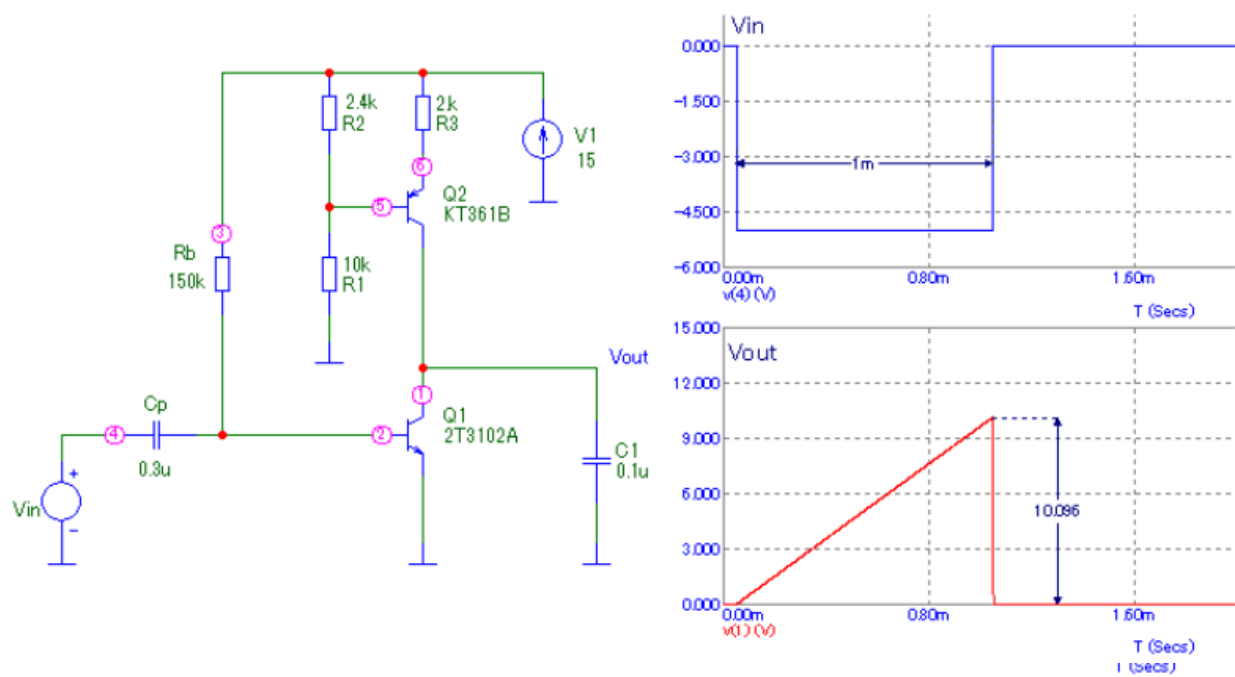 2.4k
R2
2k
R3
V1
15
6
Q2
KT361B
5
3
Rb
150k
10k
R1
Vout
1
Cp
4
2
Q1
2T3102A
C1
0.1u
0.3u
+
Vin
-
Vin
0.000
-1.500
-3.000
1m
-4.500
-6.000
0.00m
0.80m
1.60m
v(4) (V)
T (Secs)
15.000
Vout
12.000
9.000
6.000
10.096
3.000
0.000
0.00m
0.80m
1.60m
v(1) (V)
T (Secs)
T (Secs)